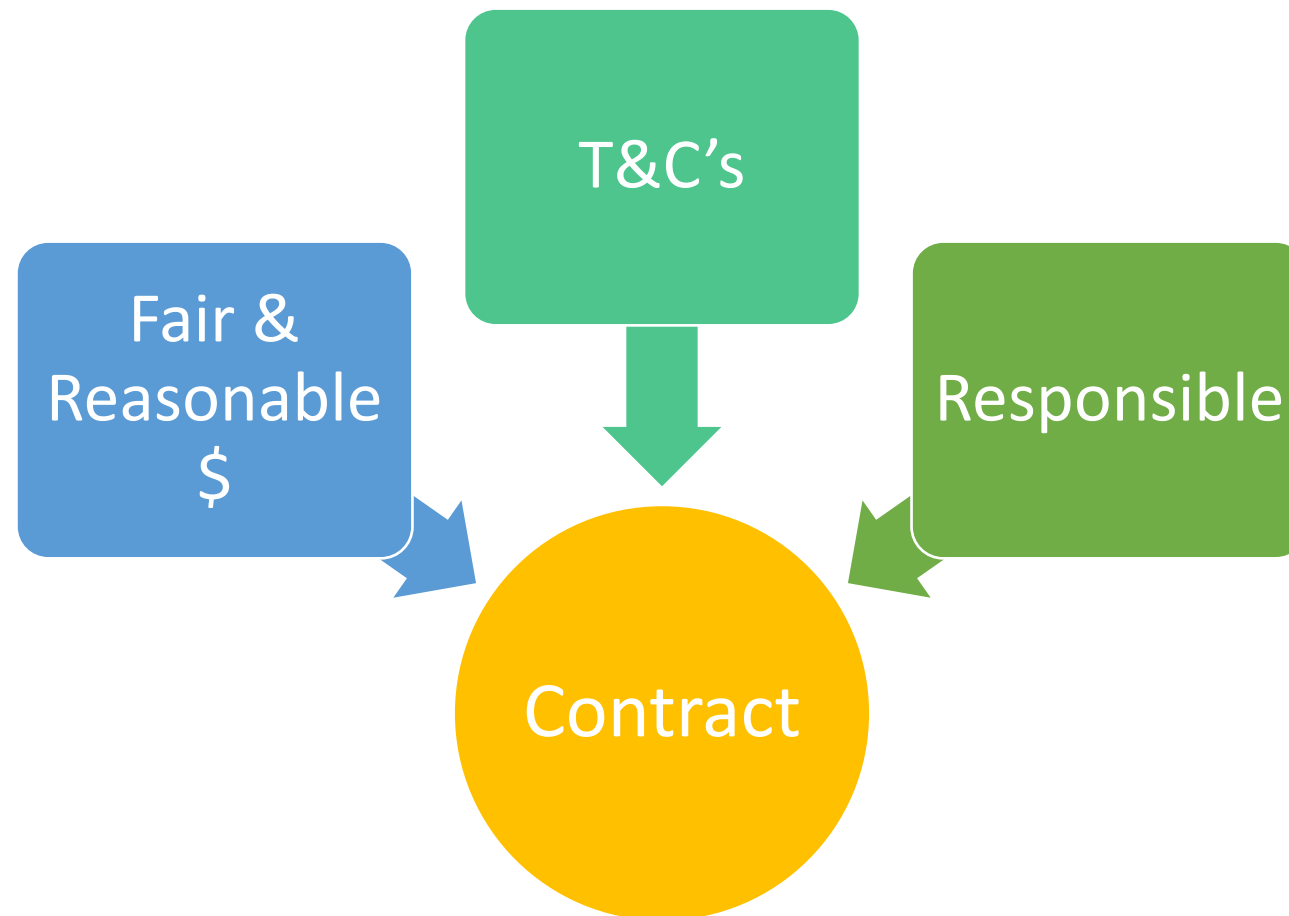 T&C’s
Fair &
Reasonable
$
Responsible
Contract